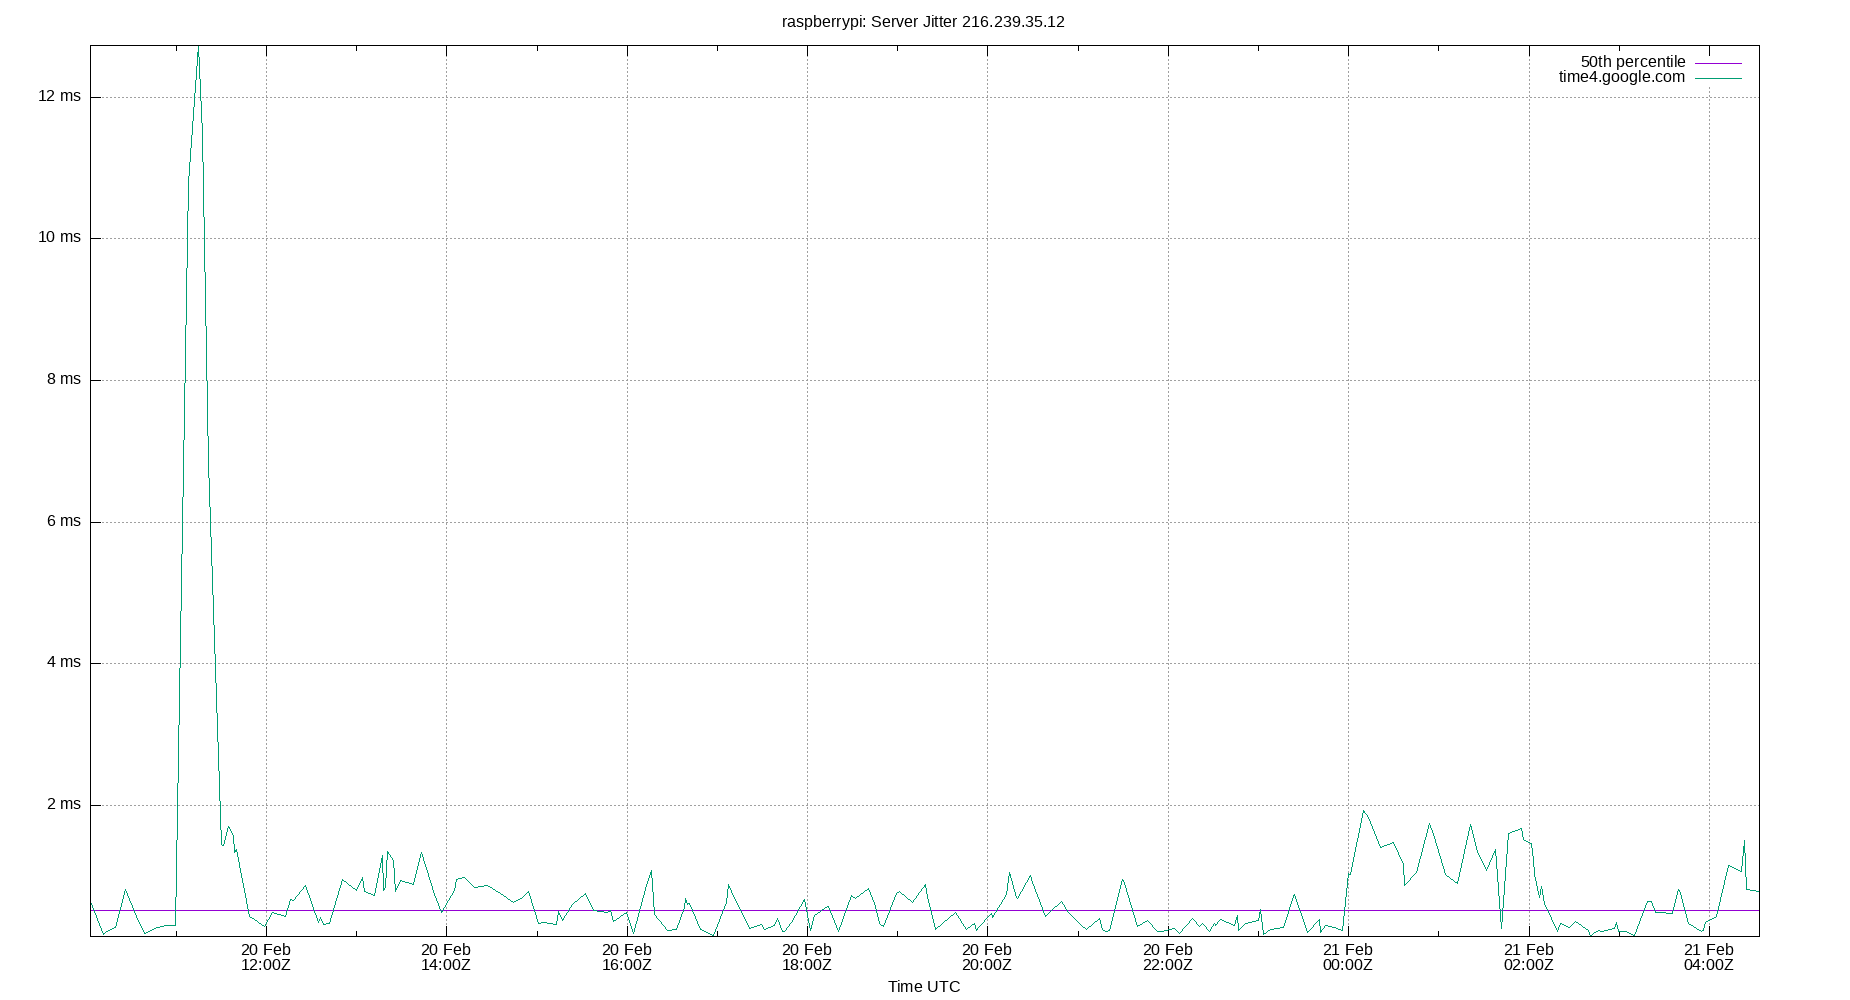 raspberrypi: Server Jitter 216.239.35.12
50th percentile
time4.google.com
12 ms
10 ms
8 ms
6 ms
4 ms
2 ms
20 Feb
12:00Z
20 Feb
14:00Z
20 Feb
16:00Z
20 Feb
18:00Z
20 Feb
20:00Z
20 Feb
22:00Z
21 Feb
00:00Z
21 Feb
02:00Z
21 Feb
04:00Z
Time UTC